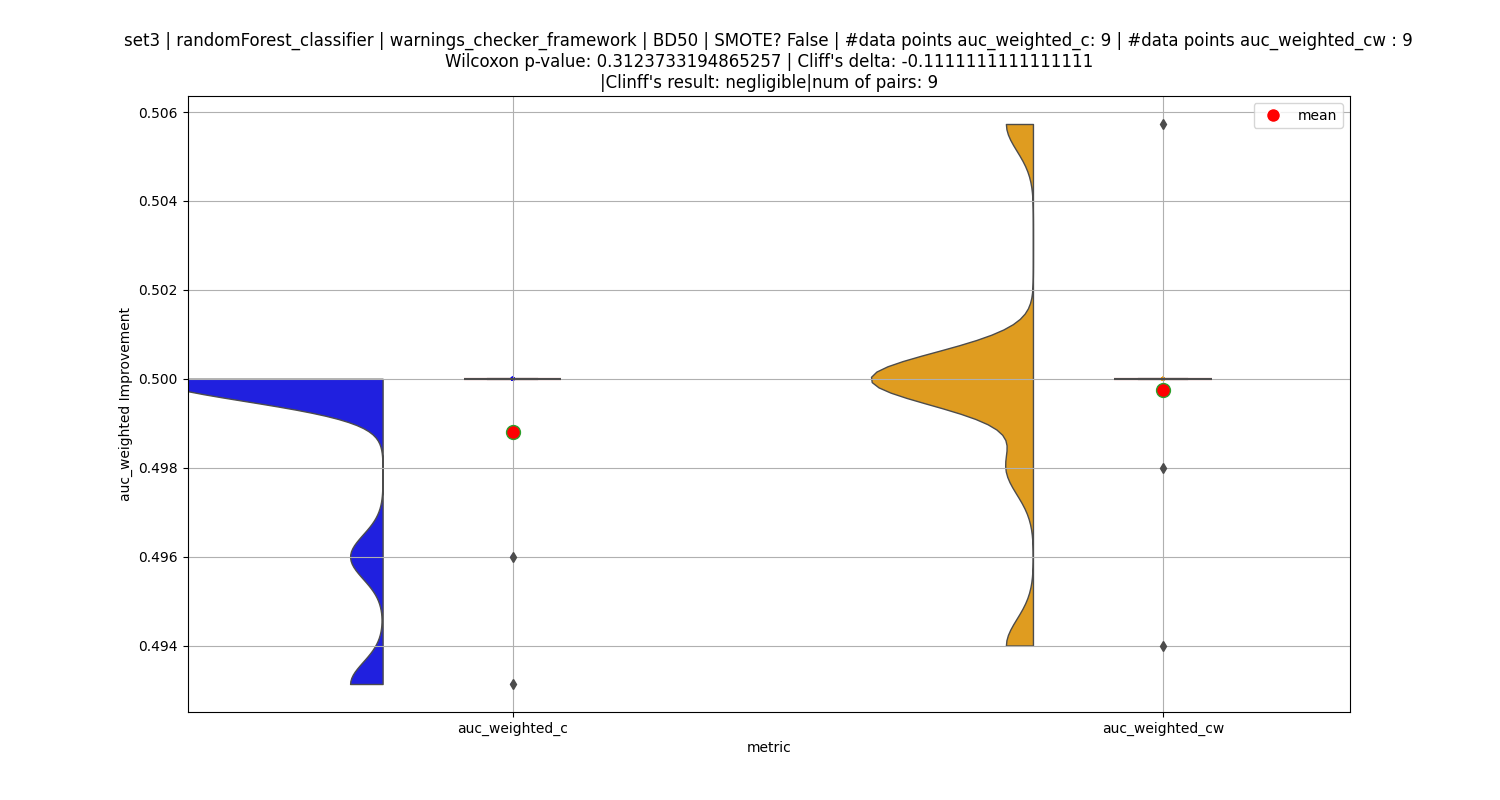 set3 | randomForest_classifier | warnings_checker_framework | BD50 | SMOTE? False | #data points auc_weighted_c: 9 | #data points auc_weighted_cw : 9
Wilcoxon p-value: 0.3123733194865257 | Cliff's delta: -0.1111111111111111
|Clinff's result: negligible|num of pairs: 9
mean
0.506
0.504
0.502
0.500
0.498
0.496
0.494
auc_weighted Improvement
auc_weighted_c
auc_weighted_cw
metric